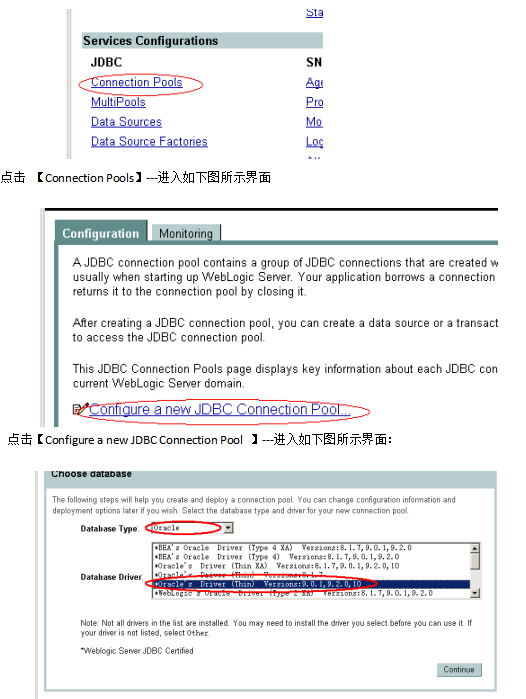 Sta
Services Configurations
JDBC SN
Connection Pools Age
MultiPools Pro
Data Sources Mo
Data Source Factories Log
点击 【Connection Pools】---进入如下图所示界面
Configuration Monitoring
A JDBC connection pool contains a group of JDBC connections that are created w
usually when starting up WebLogic Server. Your application borrows a connection
returns it to the connection pool by closing it.
After creating a JDBC connection pool, you can create a data source or a transact
to access the JDBC connection pool.
This JDBC Connection Pools page displays key information about each JDBC con
current WebLogic Server domain.
Configure a new JDBC Connection Pool...
点击【Configure a new JDBC Connection Pool 】---进入如下图所示界面：
Choose database
The following steps will help you create and deploy a connection pool. You can change configuration information and
deployment options later if you wish. Select the database type and driver for your new connection pool.
Database Type: Oracle
*BEA's Oracle Driver (Type 4 XA) Versions:8.1.7,9.0.1,9.2.0
*BEA's Oracle Driver (Type 4) Versions:8.1.7,9.0.1,9.2.0
*Oracle's Driver (Thin XA) Versions:8.1.7,9.0.1,9.2.0,10
*Oracle's Driver (Thin) Versions:8.1.7
Database Driver: *Oracle's Driver (Thin) Versions:9.0.1,9.2.0,10
*WebLogic's Oracle Driver (Type 2 XA) Versions:8.1.7,9.0.1,9.2.0
Note: Not all drivers in the list are installed. You may need to install the driver you select before you can use it. If
your driver is not listed, select Other.
*Weblogic Server JDBC Certified
Continue